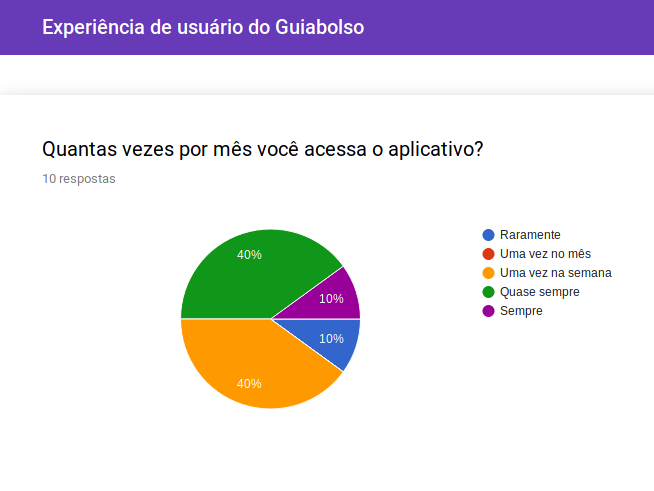 Experiência de usuário do Guiabolso
Quantas vezes por mês você acessa o aplicativo?
10 respostas
40%
10%
10%
40%
Raramente
Uma vez no mês
Uma vez na semana
Quase sempre
Sempre